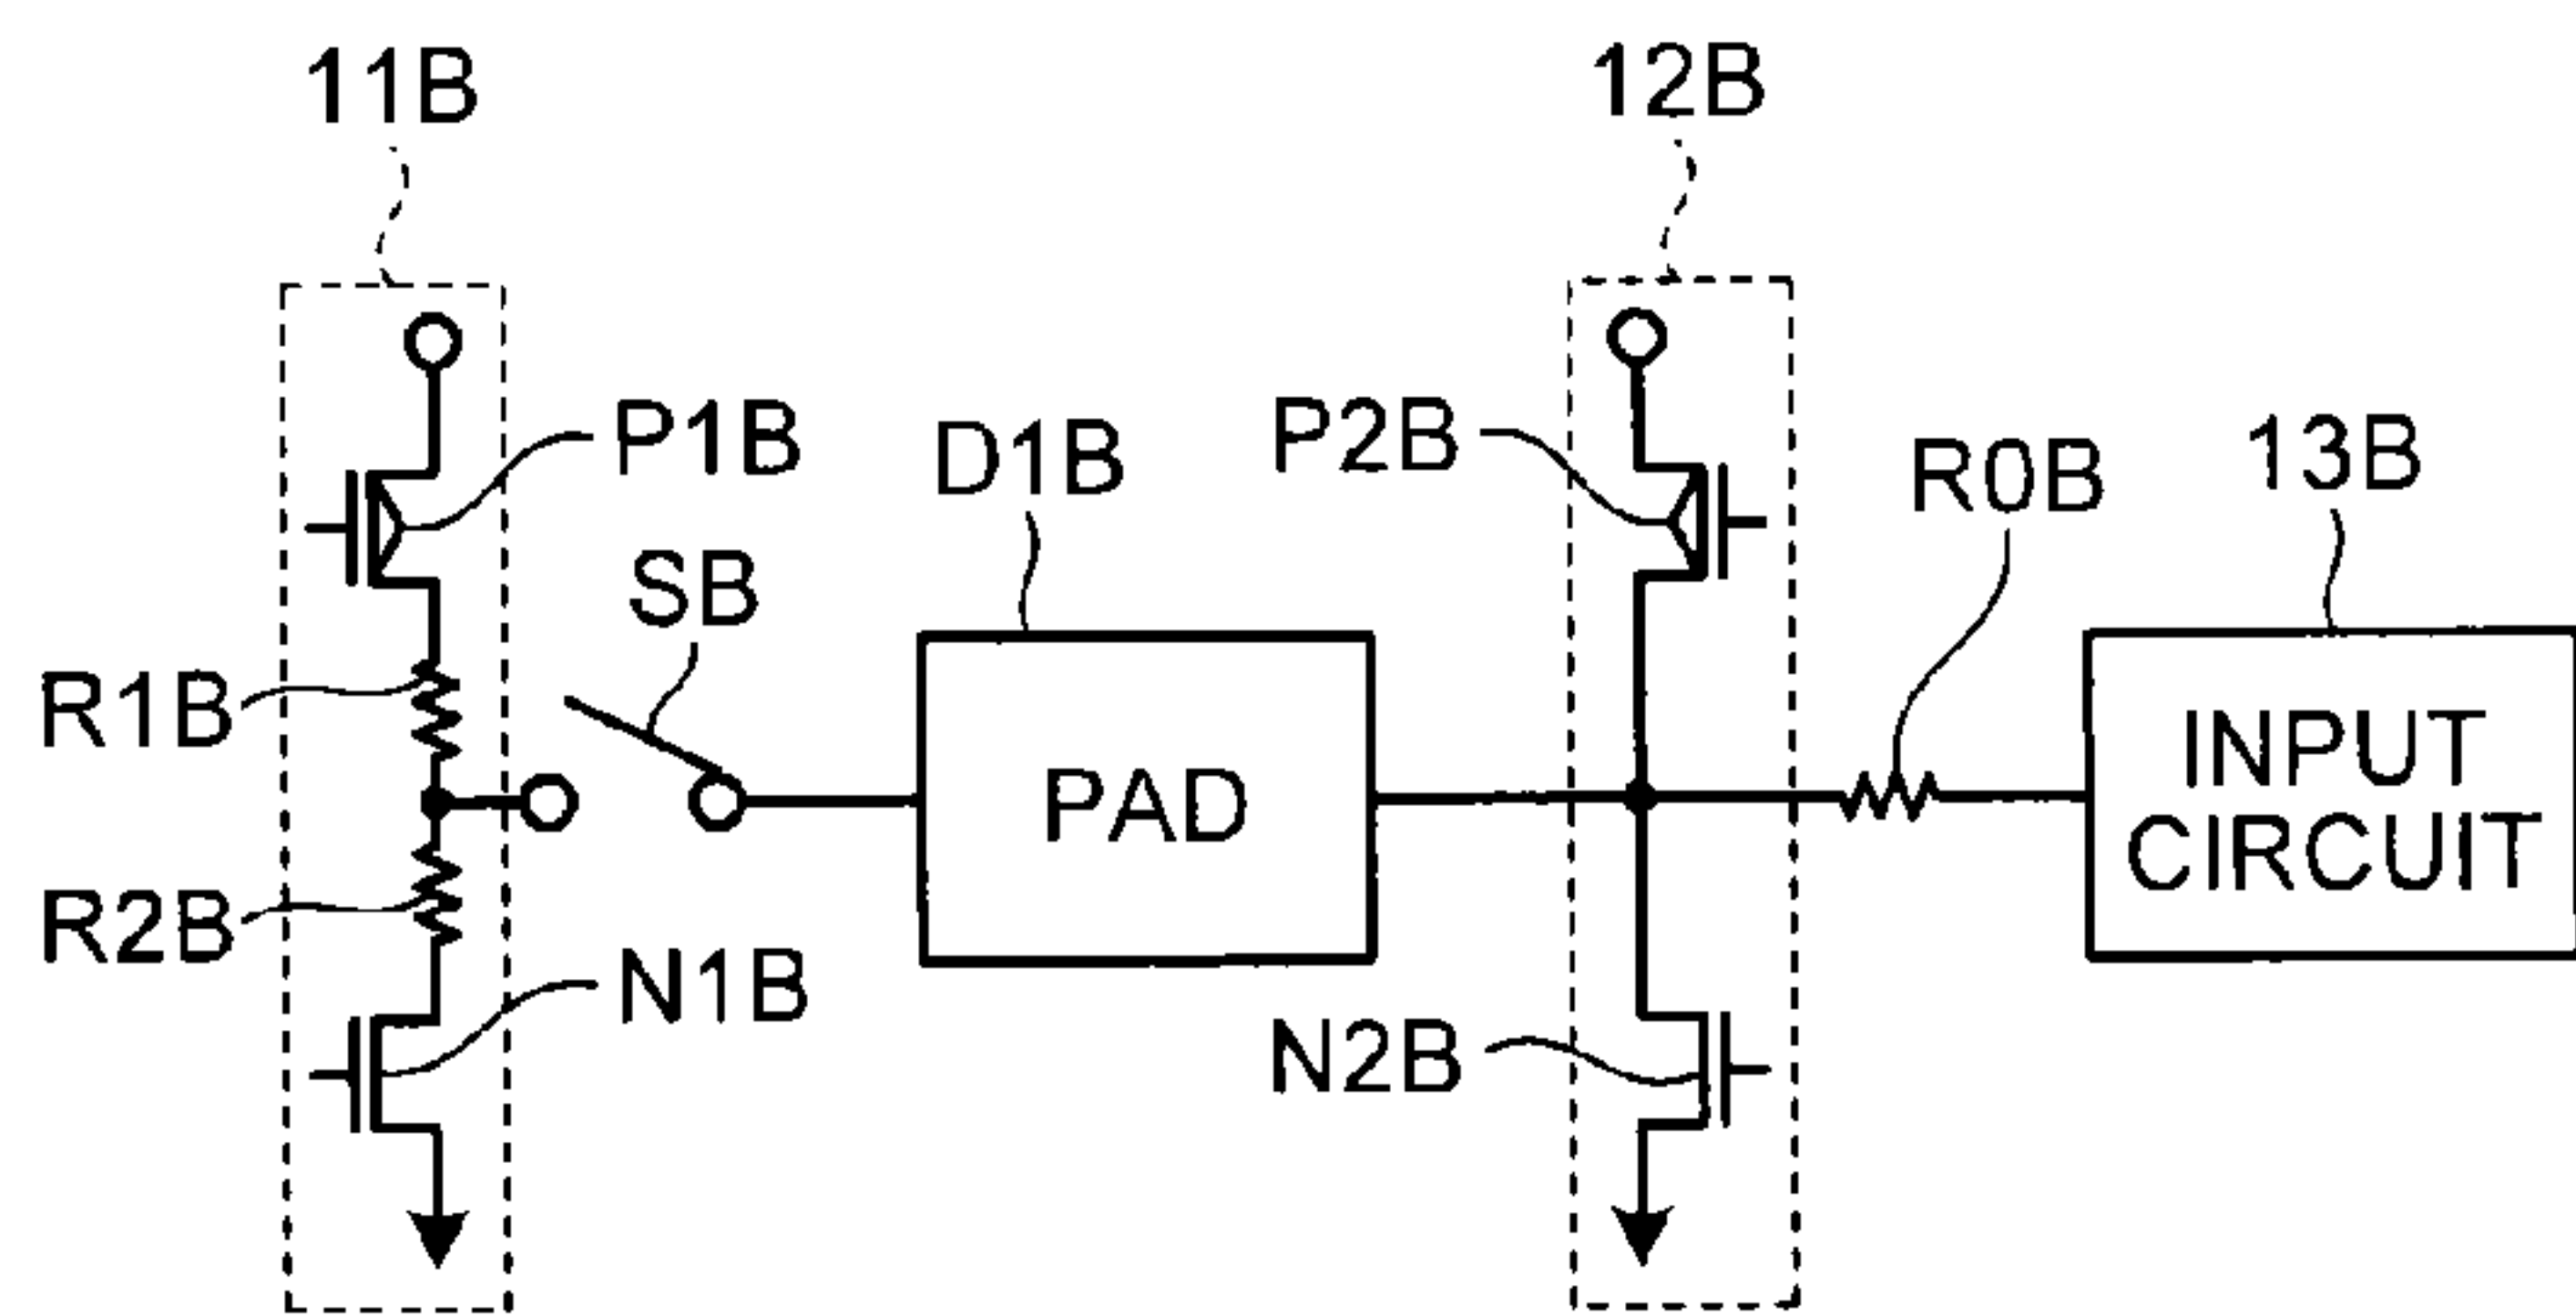 11B
12B
P1B
D1B
P2B
R0B
13B
SB
R1B
PAD
INPUT
CIRCUIT
R2B
N1B
N2B